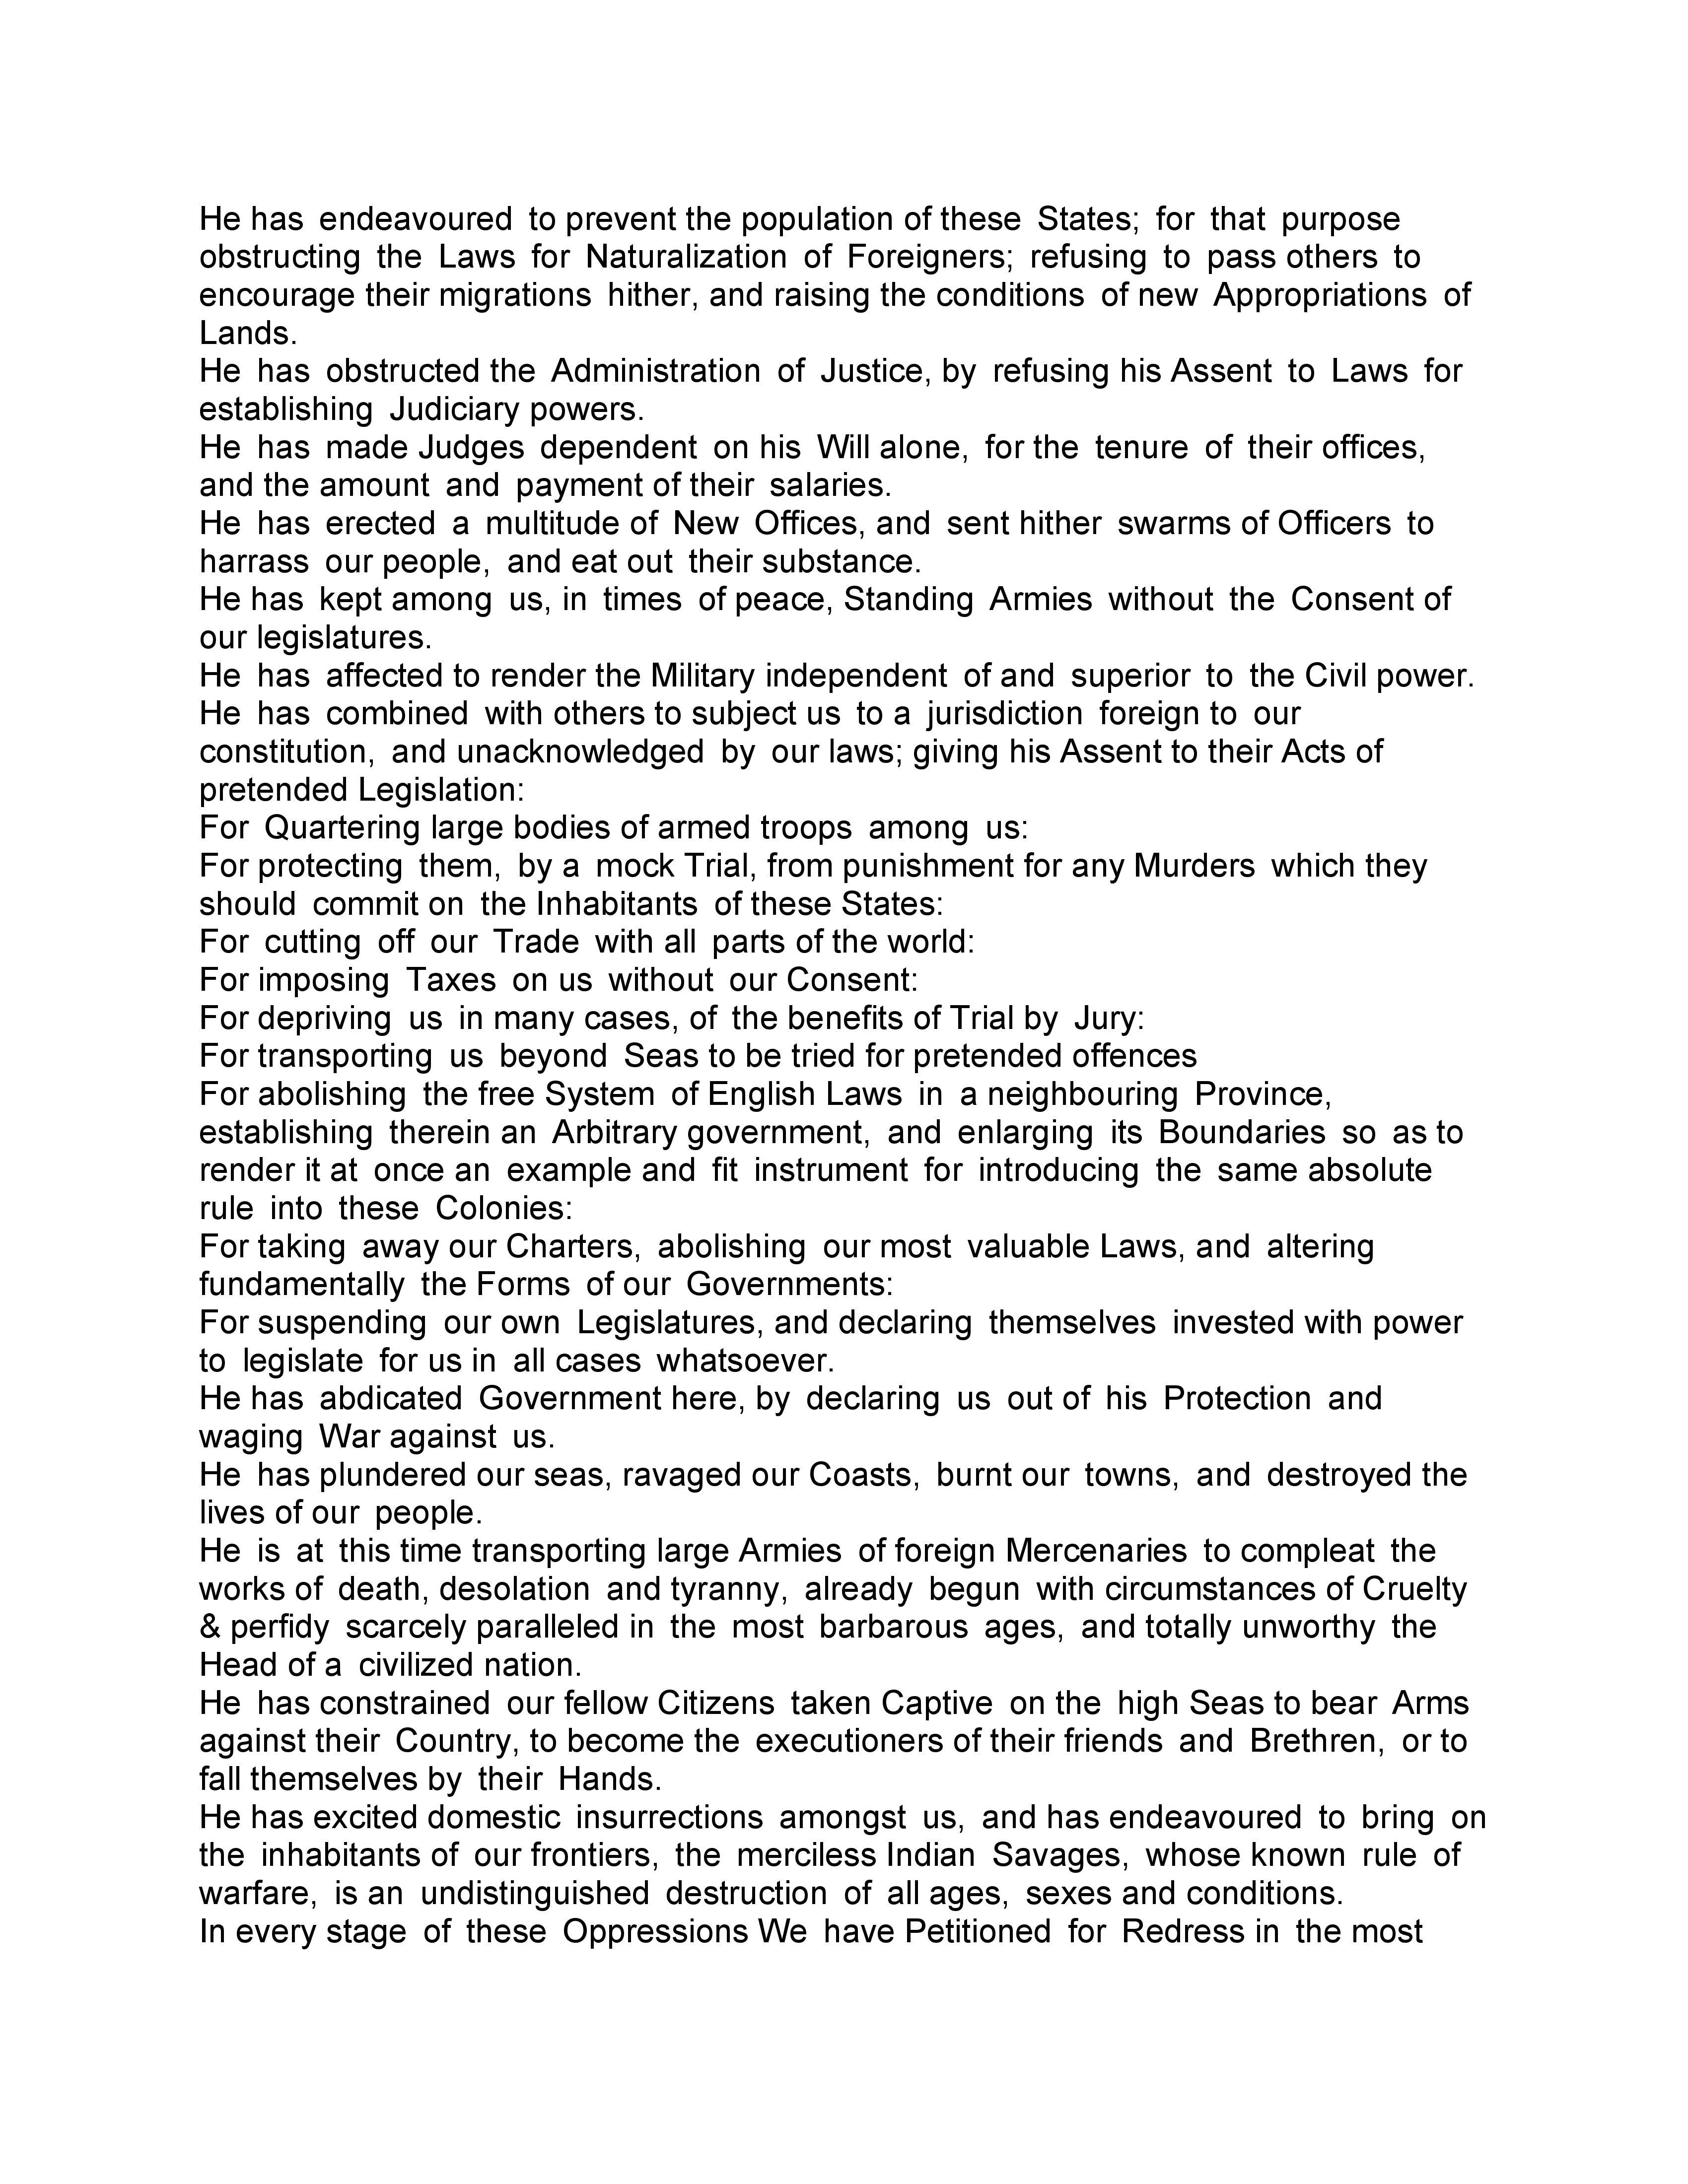 He has endeavoured to prevent the population of these States; for that purpose
obstructing the Laws for Naturalization of Foreigners; refusing to pass others to
encourage their migrations hither, and raising the conditions of new Appropriations of
Lands.
He has obstructed the Administration of Justice, by refusing his Assent to Laws for
establishing Judiciary powers.
He has made Judges dependent on his Will alone, for the tenure of their offices,
and the amount and payment of their salaries.
He has erected a multitude of New Offices, and sent hither swarms of Officers to
harrass our people, and eat out their substance.
He has kept among us, in times of peace, Standing Armies without the Consent of
our legislatures.
He has affected to render the Military independent of and superior to the Civil power.
He has combined with others to subject us to a jurisdiction foreign to our
constitution, and unacknowledged by our laws; giving his Assent to their Acts of
pretended Legislation:
For Quartering large bodies of armed troops among us:
For protecting them, by a mock Trial, from punishment for any Murders which they
should commit on the Inhabitants of these States:
For cutting off our Trade with all parts of the world:
For imposing Taxes on us without our Consent:
For depriving us in many cases, of the benefits of Trial by Jury:
For transporting us beyond Seas to be tried for pretended offences
For abolishing the free System of English Laws in a neighbouring Province,
establishing therein an Arbitrary government, and enlarging its Boundaries so as to
render it at once an example and fit instrument for introducing the same absolute
rule into these Colonies:
For taking away our Charters, abolishing our most valuable Laws, and altering
fundamentally the Forms of our Governments:
For suspending our own Legislatures, and declaring themselves invested with power
to legislate for us in all cases whatsoever.
He has abdicated Government here, by declaring us out of his Protection and
waging War against us.
He has plundered our seas, ravaged our Coasts, burnt our towns, and destroyed the
lives of our people.
He is at this time transporting large Armies of foreign Mercenaries to compleat the
works of death, desolation and tyranny, already begun with circumstances of Cruelty
& perfidy scarcely paralleled in the most barbarous ages, and totally unworthy the
Head of a civilized nation.
He has constrained our fellow Citizens taken Captive on the high Seas to bear Arms
against their Country, to become the executioners of their friends and Brethren, or to
fall themselves by their Hands.
He has excited domestic insurrections amongst us, and has endeavoured to bring on
the inhabitants of our frontiers, the merciless Indian Savages, whose known rule of
warfare, is an undistinguished destruction of all ages, sexes and conditions.
In every stage of these Oppressions We have Petitioned for Redress in the most